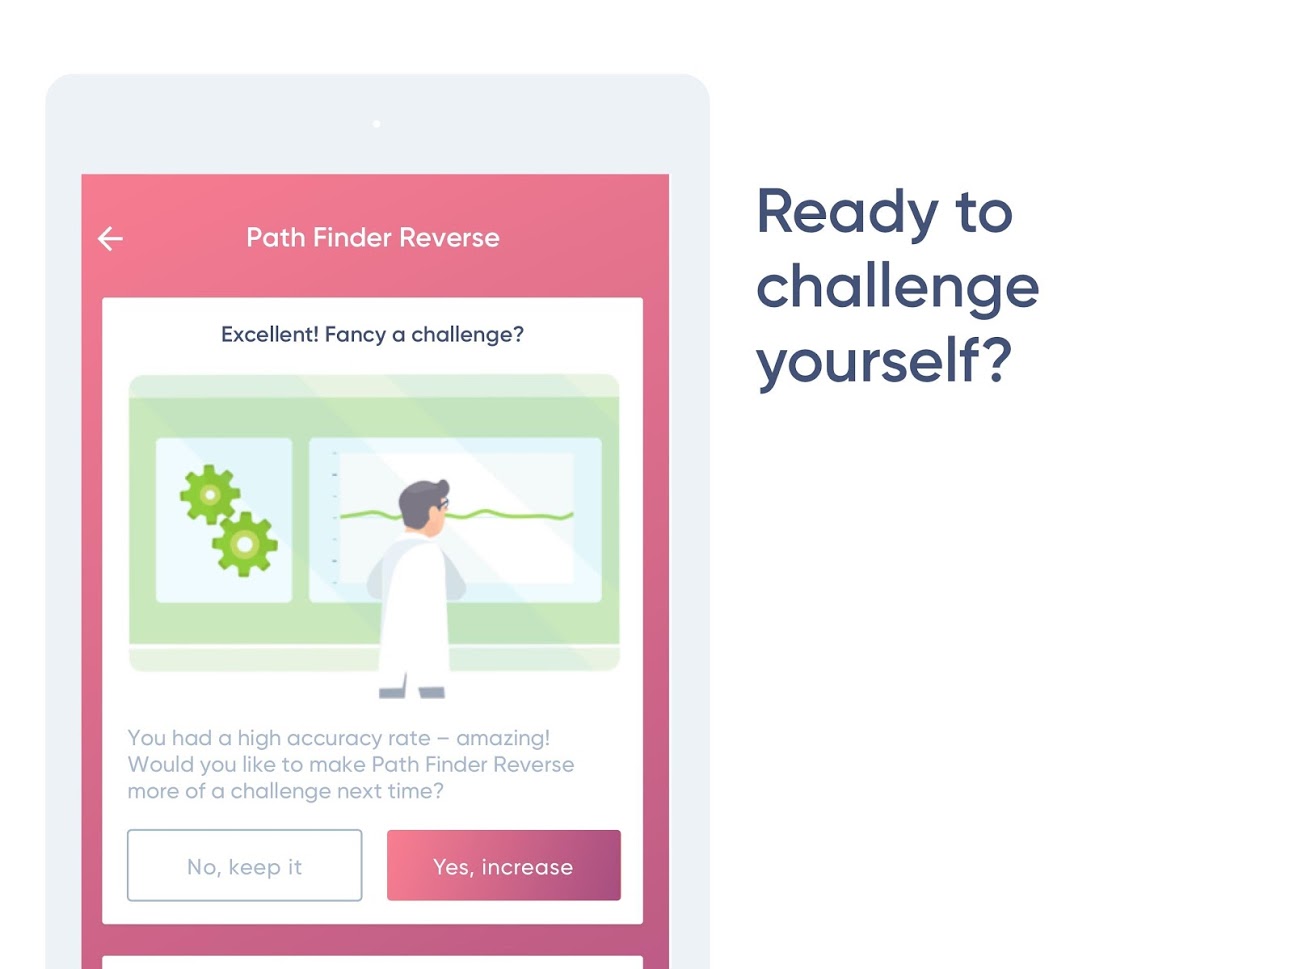 Path Finder Reverse
Excellent! Fancy a challenge?
You had a high accuracy rate – amazing!
Would you like to make Path Finder Reverse
more of a challenge next time?
No, keep it
Yes, increase
Ready to
challenge
yourself?